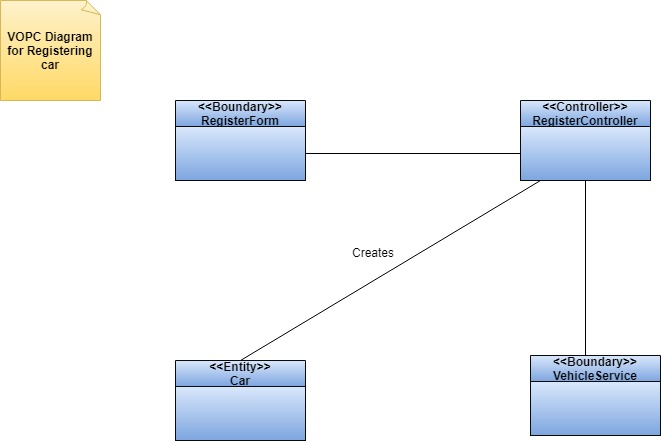 VOPC Diagram
for Registering
car
<<Boundary>>
RegisterForm
<<Controller>>
RegisterController
Creates
<<Entity>>
Car
<<Boundary>>
VehicleService